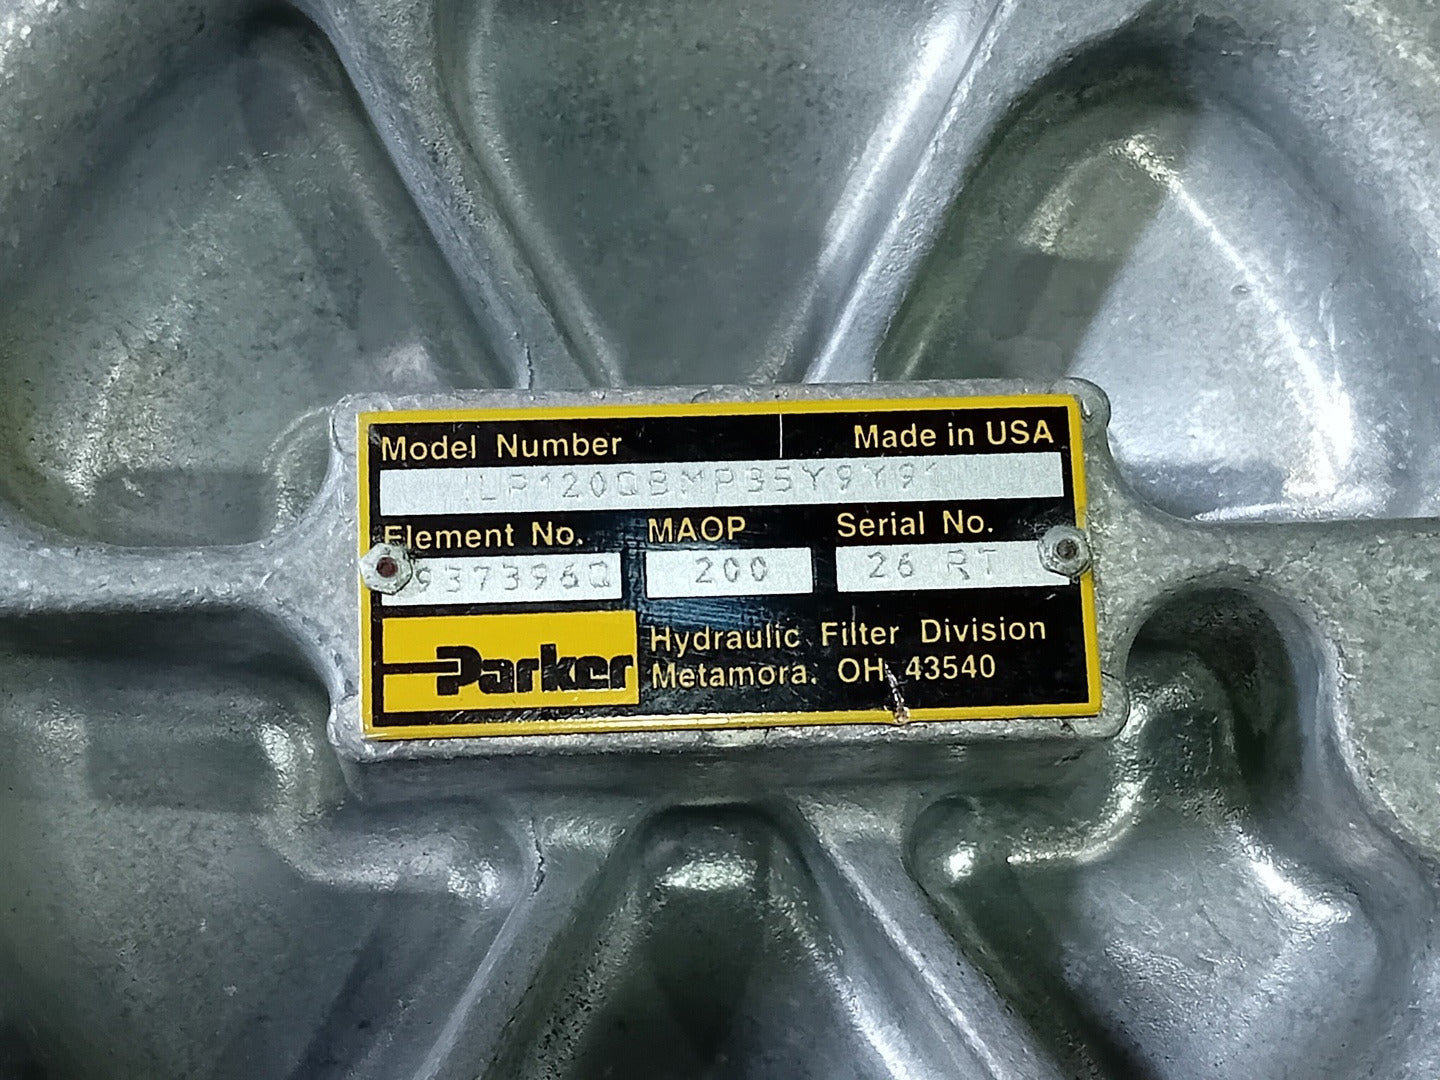 Model Number Made in USA
ILP120QBMP35Y9Y91
Element No. MAOP Serial No.
937396Q 200 26 RT
Parker
Hydraulic Filter Division
Metamora. OH 43540